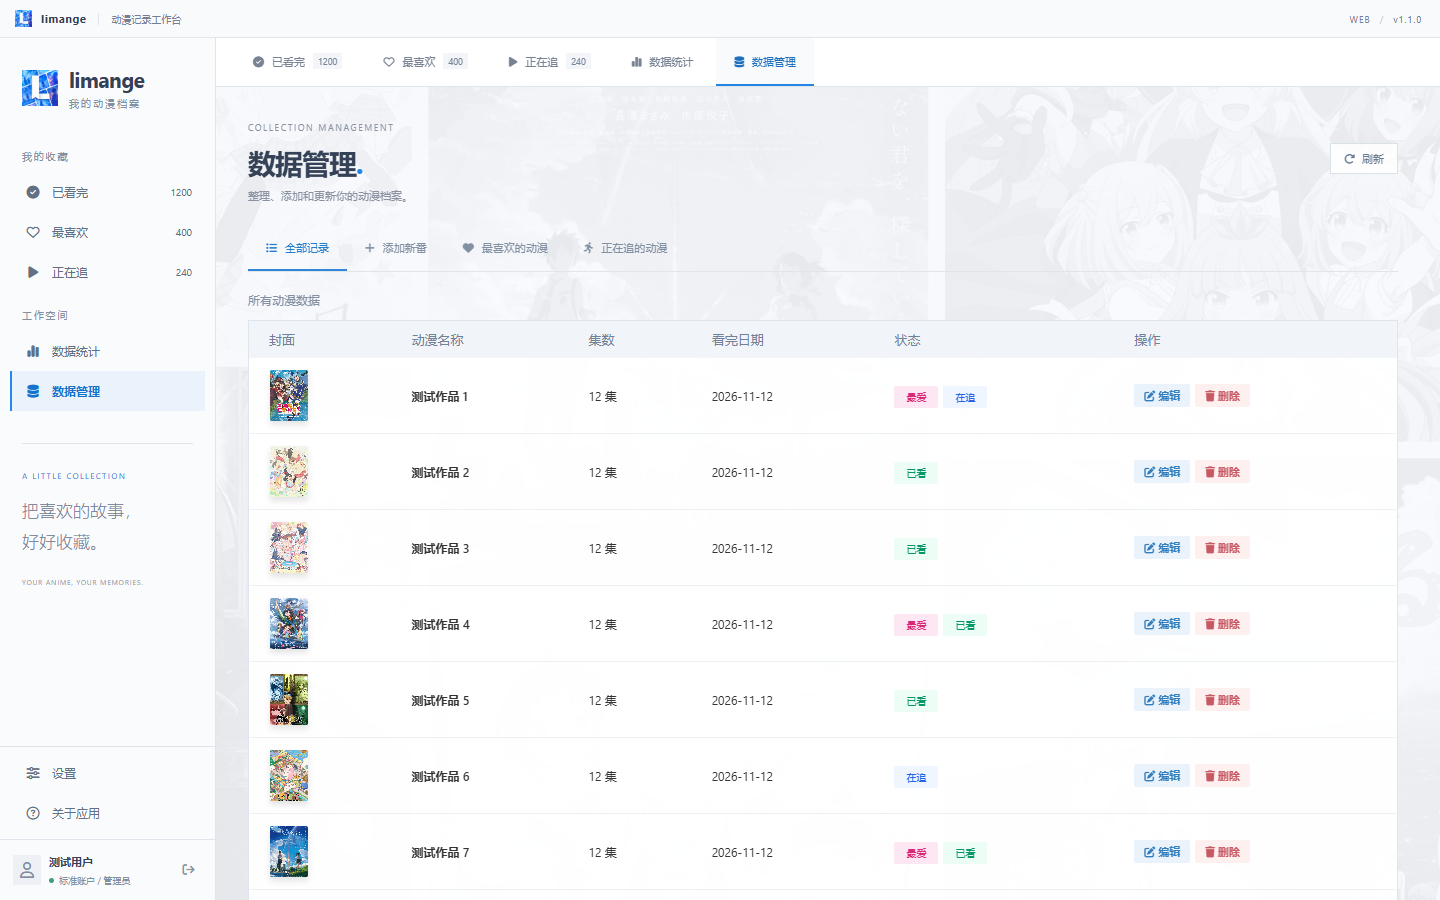 limange 动漫记录工作台
WEB / v1.1.0
limange
我的动漫档案
我的收藏
已看完 1200
最喜欢 400
正在追 240
工作空间
数据统计
数据管理
A LITTLE COLLECTION
把喜欢的故事，
好好收藏。
YOUR ANIME, YOUR MEMORIES.
设置
关于应用
测试用户
标准账户 / 管理员
已看完 1200 最喜欢 400 正在追 240 数据统计 数据管理
COLLECTION MANAGEMENT
数据管理.
整理、添加和更新你的动漫档案。
刷新
全部记录 添加新番 最喜欢的动漫 正在追的动漫
所有动漫数据
封面 动漫名称 集数 看完日期 状态 操作
测试作品 1 12 集 2026-11-12 最爱 在追 编辑 删除
测试作品 2 12 集 2026-11-12 已看 编辑 删除
测试作品 3 12 集 2026-11-12 已看 编辑 删除
测试作品 4 12 集 2026-11-12 最爱 已看 编辑 删除
测试作品 5 12 集 2026-11-12 已看 编辑 删除
测试作品 6 12 集 2026-11-12 在追 编辑 删除
测试作品 7 12 集 2026-11-12 最爱 已看 编辑 删除